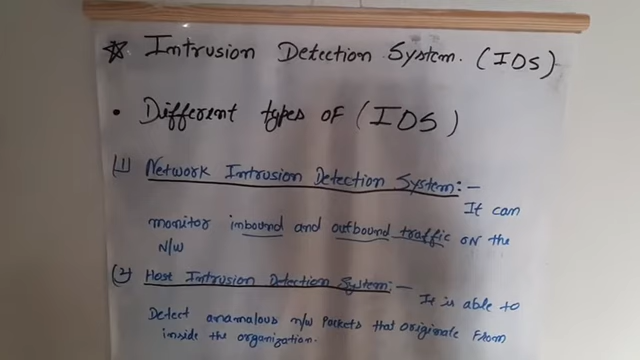 ☆ Intrusion Detection System. (IDS)
• Different types of (IDS)
(1) Network Intrusion Detection System:-
It can
monitor inbound and outbound traffic on the
N/W
(2) Host Intrusion Detection System:-
It is able to
Detect anamalous n/w Packets that originate From
inside the organization.